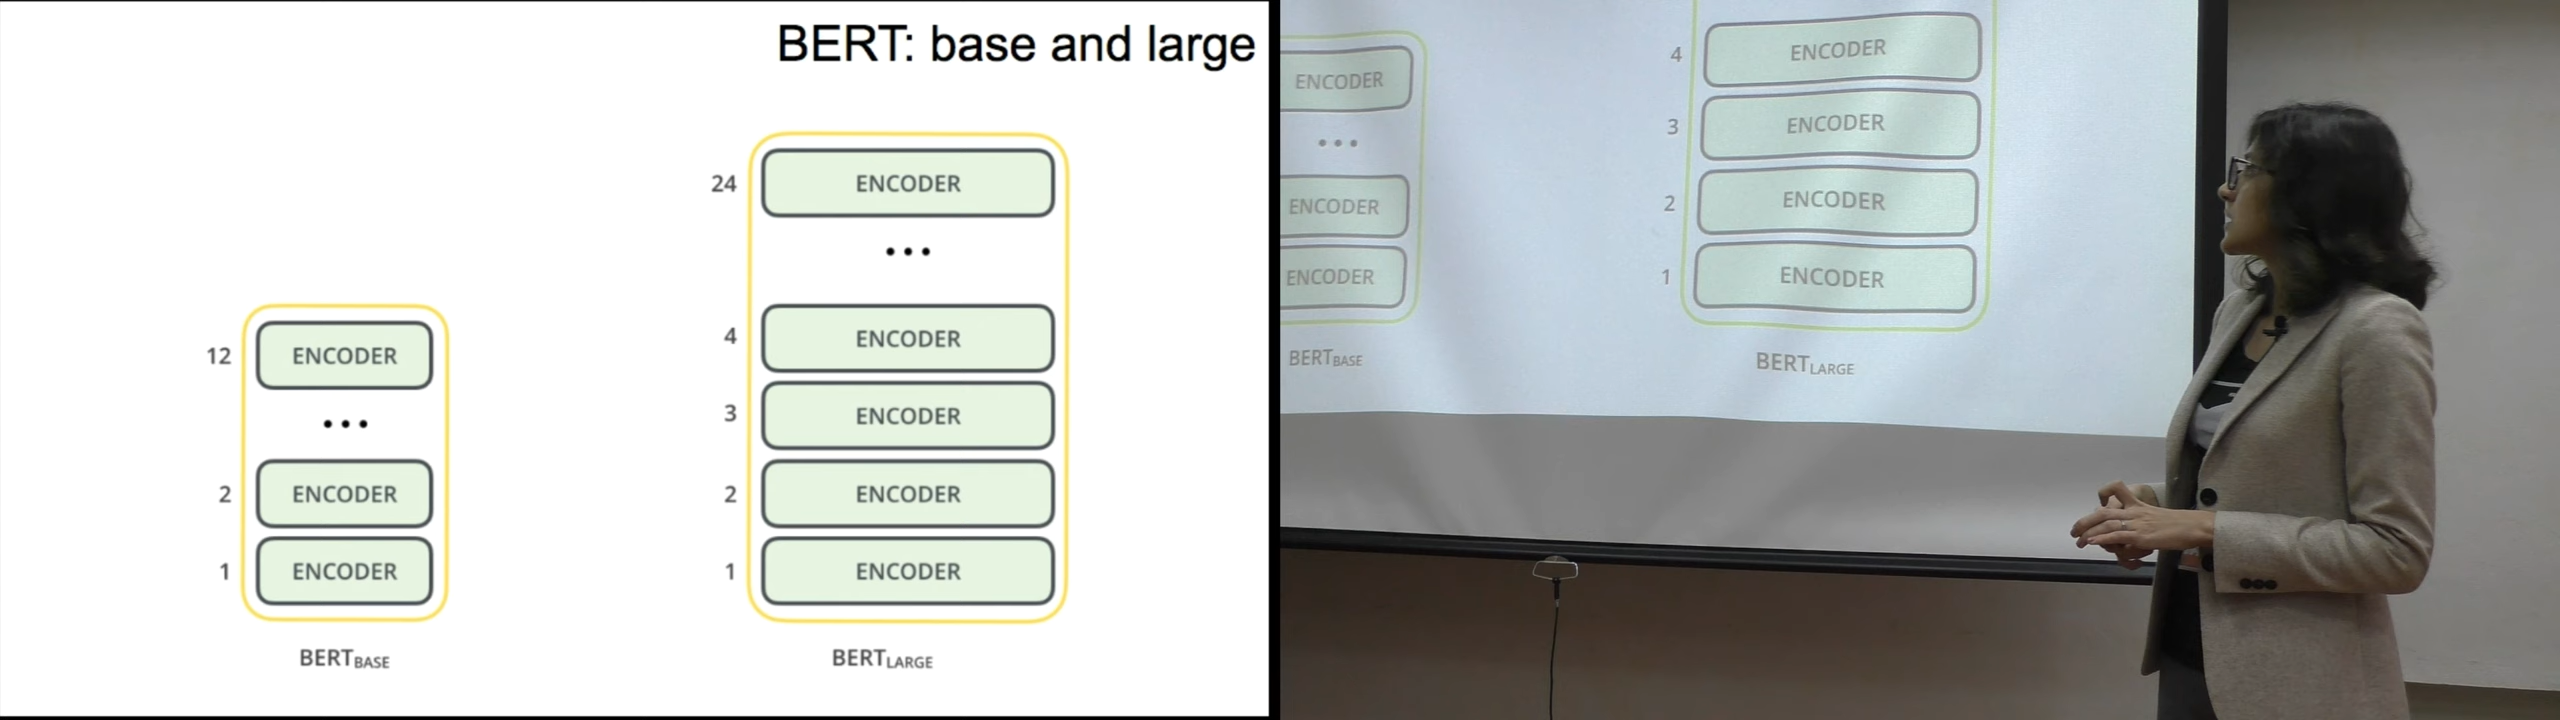 BERT: base and large
12 ENCODER
...
2 ENCODER
1 ENCODER
BERTBASE
24 ENCODER
...
4 ENCODER
3 ENCODER
2 ENCODER
1 ENCODER
BERTLARGE
ENCODER
...
ENCODER
ENCODER
BERTBASE
4 ENCODER
3 ENCODER
2 ENCODER
1 ENCODER
BERTLARGE